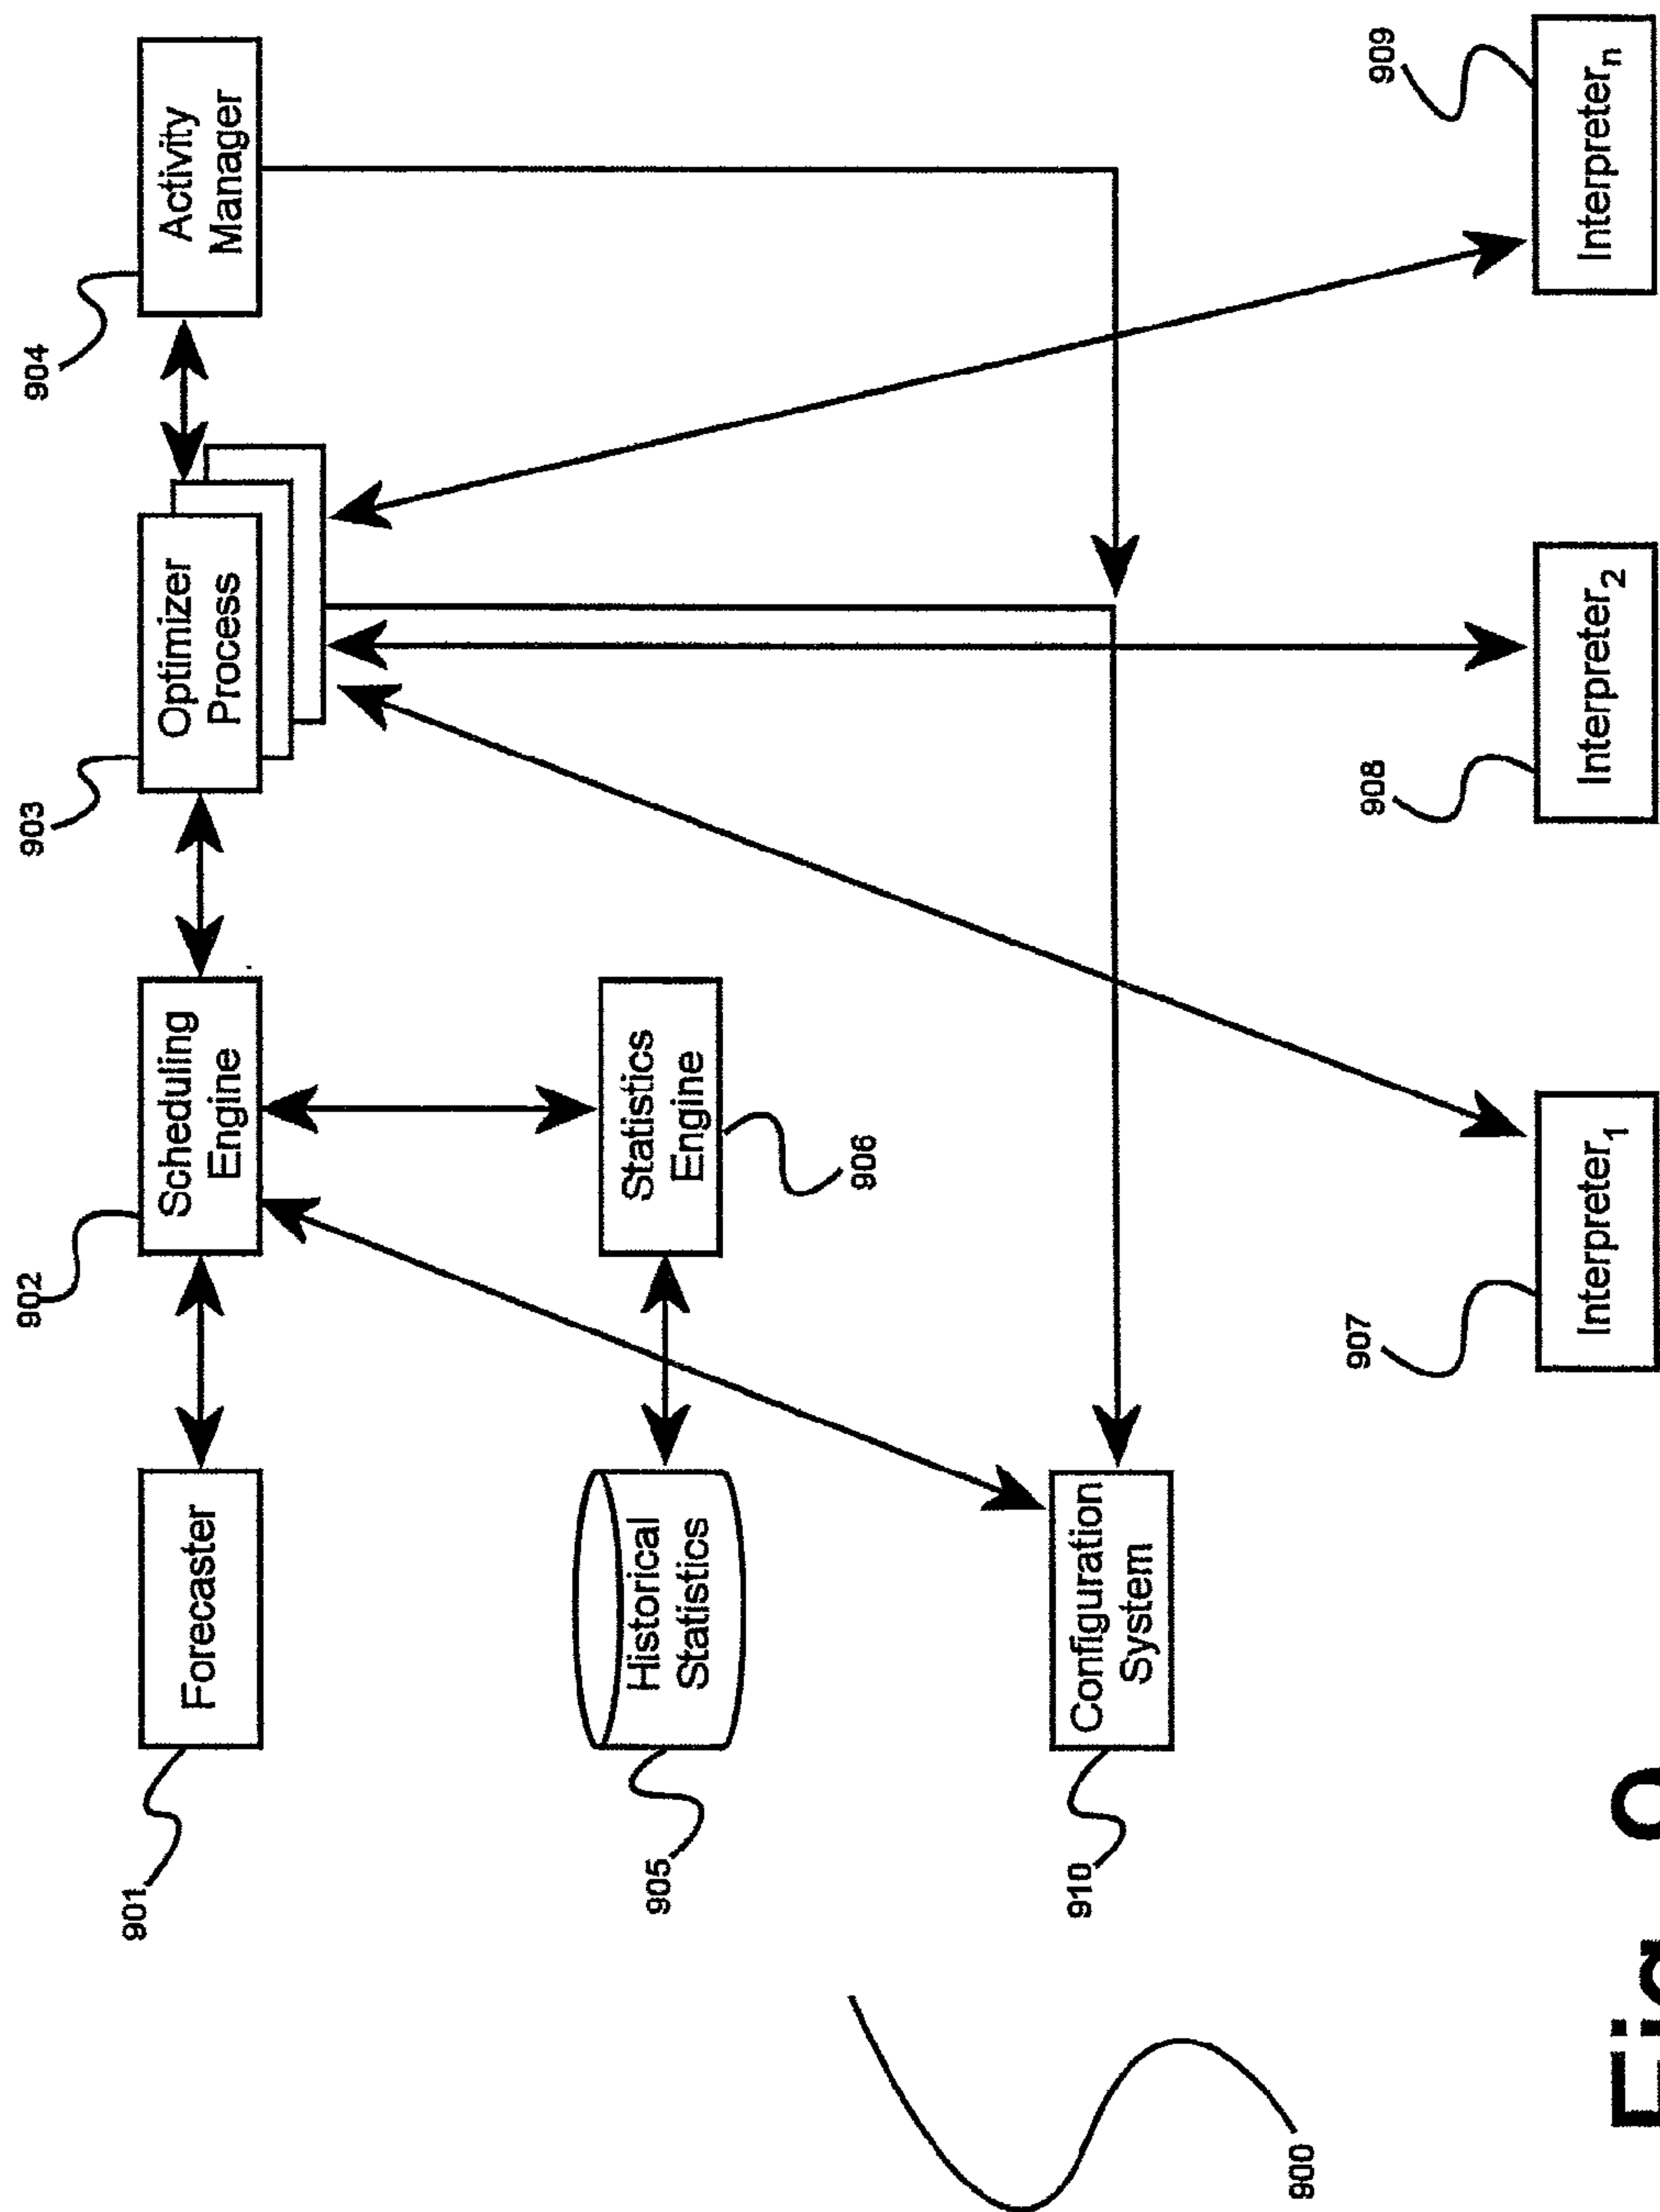 901
902
903
904
Forecaster
Scheduling
Engine
Optimizer
Process
Activity
Manager
905
Historical
Statistics
Statistics
Engine
906
910
Configuration
System
900
907
908
909
Interpreter1
Interpreter2
Interpretern